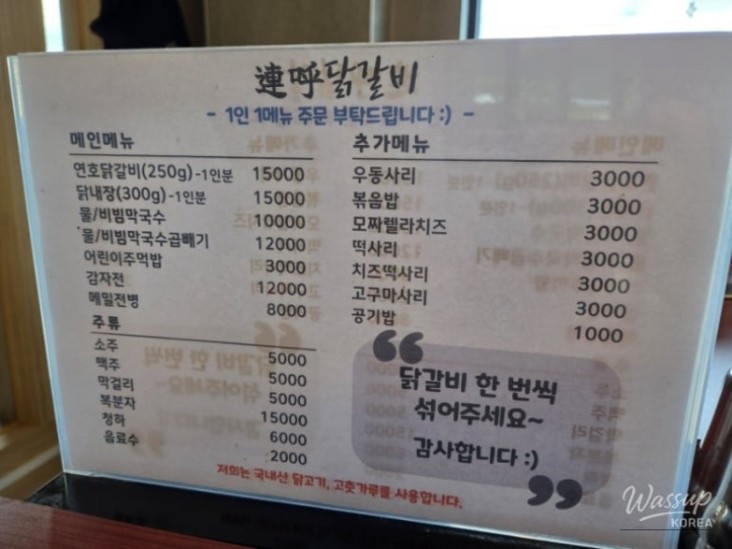 連呼닭갈비
- 1인 1메뉴 주문 부탁드립니다 :) -
메인메뉴
연호닭갈비(250g)-1인분 15000
닭내장(300g)-1인분 15000
물/비빔막국수 10000
물/비빔막국수곱빼기 12000
어린이주먹밥 3000
감자전 12000
메밀전병 8000
주류
소주 5000
맥주 5000
막걸리 5000
복분자 15000
청하 6000
음료수 2000
추가메뉴
우동사리 3000
볶음밥 3000
모짜렐라치즈 3000
떡사리 3000
치즈떡사리 3000
고구마사리 3000
공기밥 1000
닭갈비 한 번씩
섞어주세요~
감사합니다 :)
저희는 국내산 닭고기, 고춧가루를 사용합니다.
Wassup
KOREA